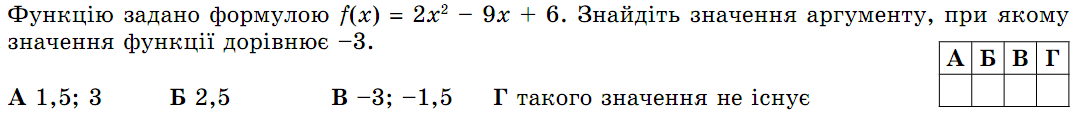 Функцію задано формулою f(x) = 2x² − 9x + 6. Знайдіть значення аргументу, при якому
значення функції дорівнює −3.
А Б В Г
А 1,5; 3 Б 2,5 В −3; −1,5 Г такого значення не існує